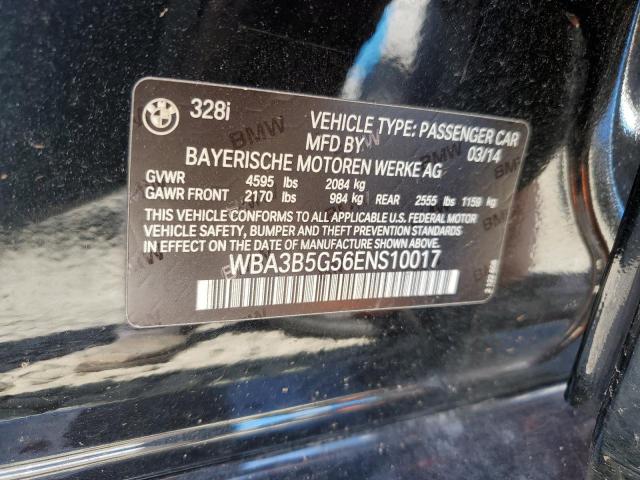 328i
VEHICLE TYPE: PASSENGER CAR
MFD BY 03/14
BAYERISCHE MOTOREN WERKE AG
GVWR 4595 lbs 2084 kg
GAWR FRONT 2170 lbs 984 kg REAR 2555 lbs 1159 kg
THIS VEHICLE CONFORMS TO ALL APPLICABLE U.S. FEDERAL MOTOR
VEHICLE SAFETY, BUMPER AND THEFT PREVENTION STANDARDS
IN EFFECT ON THE DATE OF MANUFACTURE SHOWN ABOVE.
WBA3B5G56ENS10017